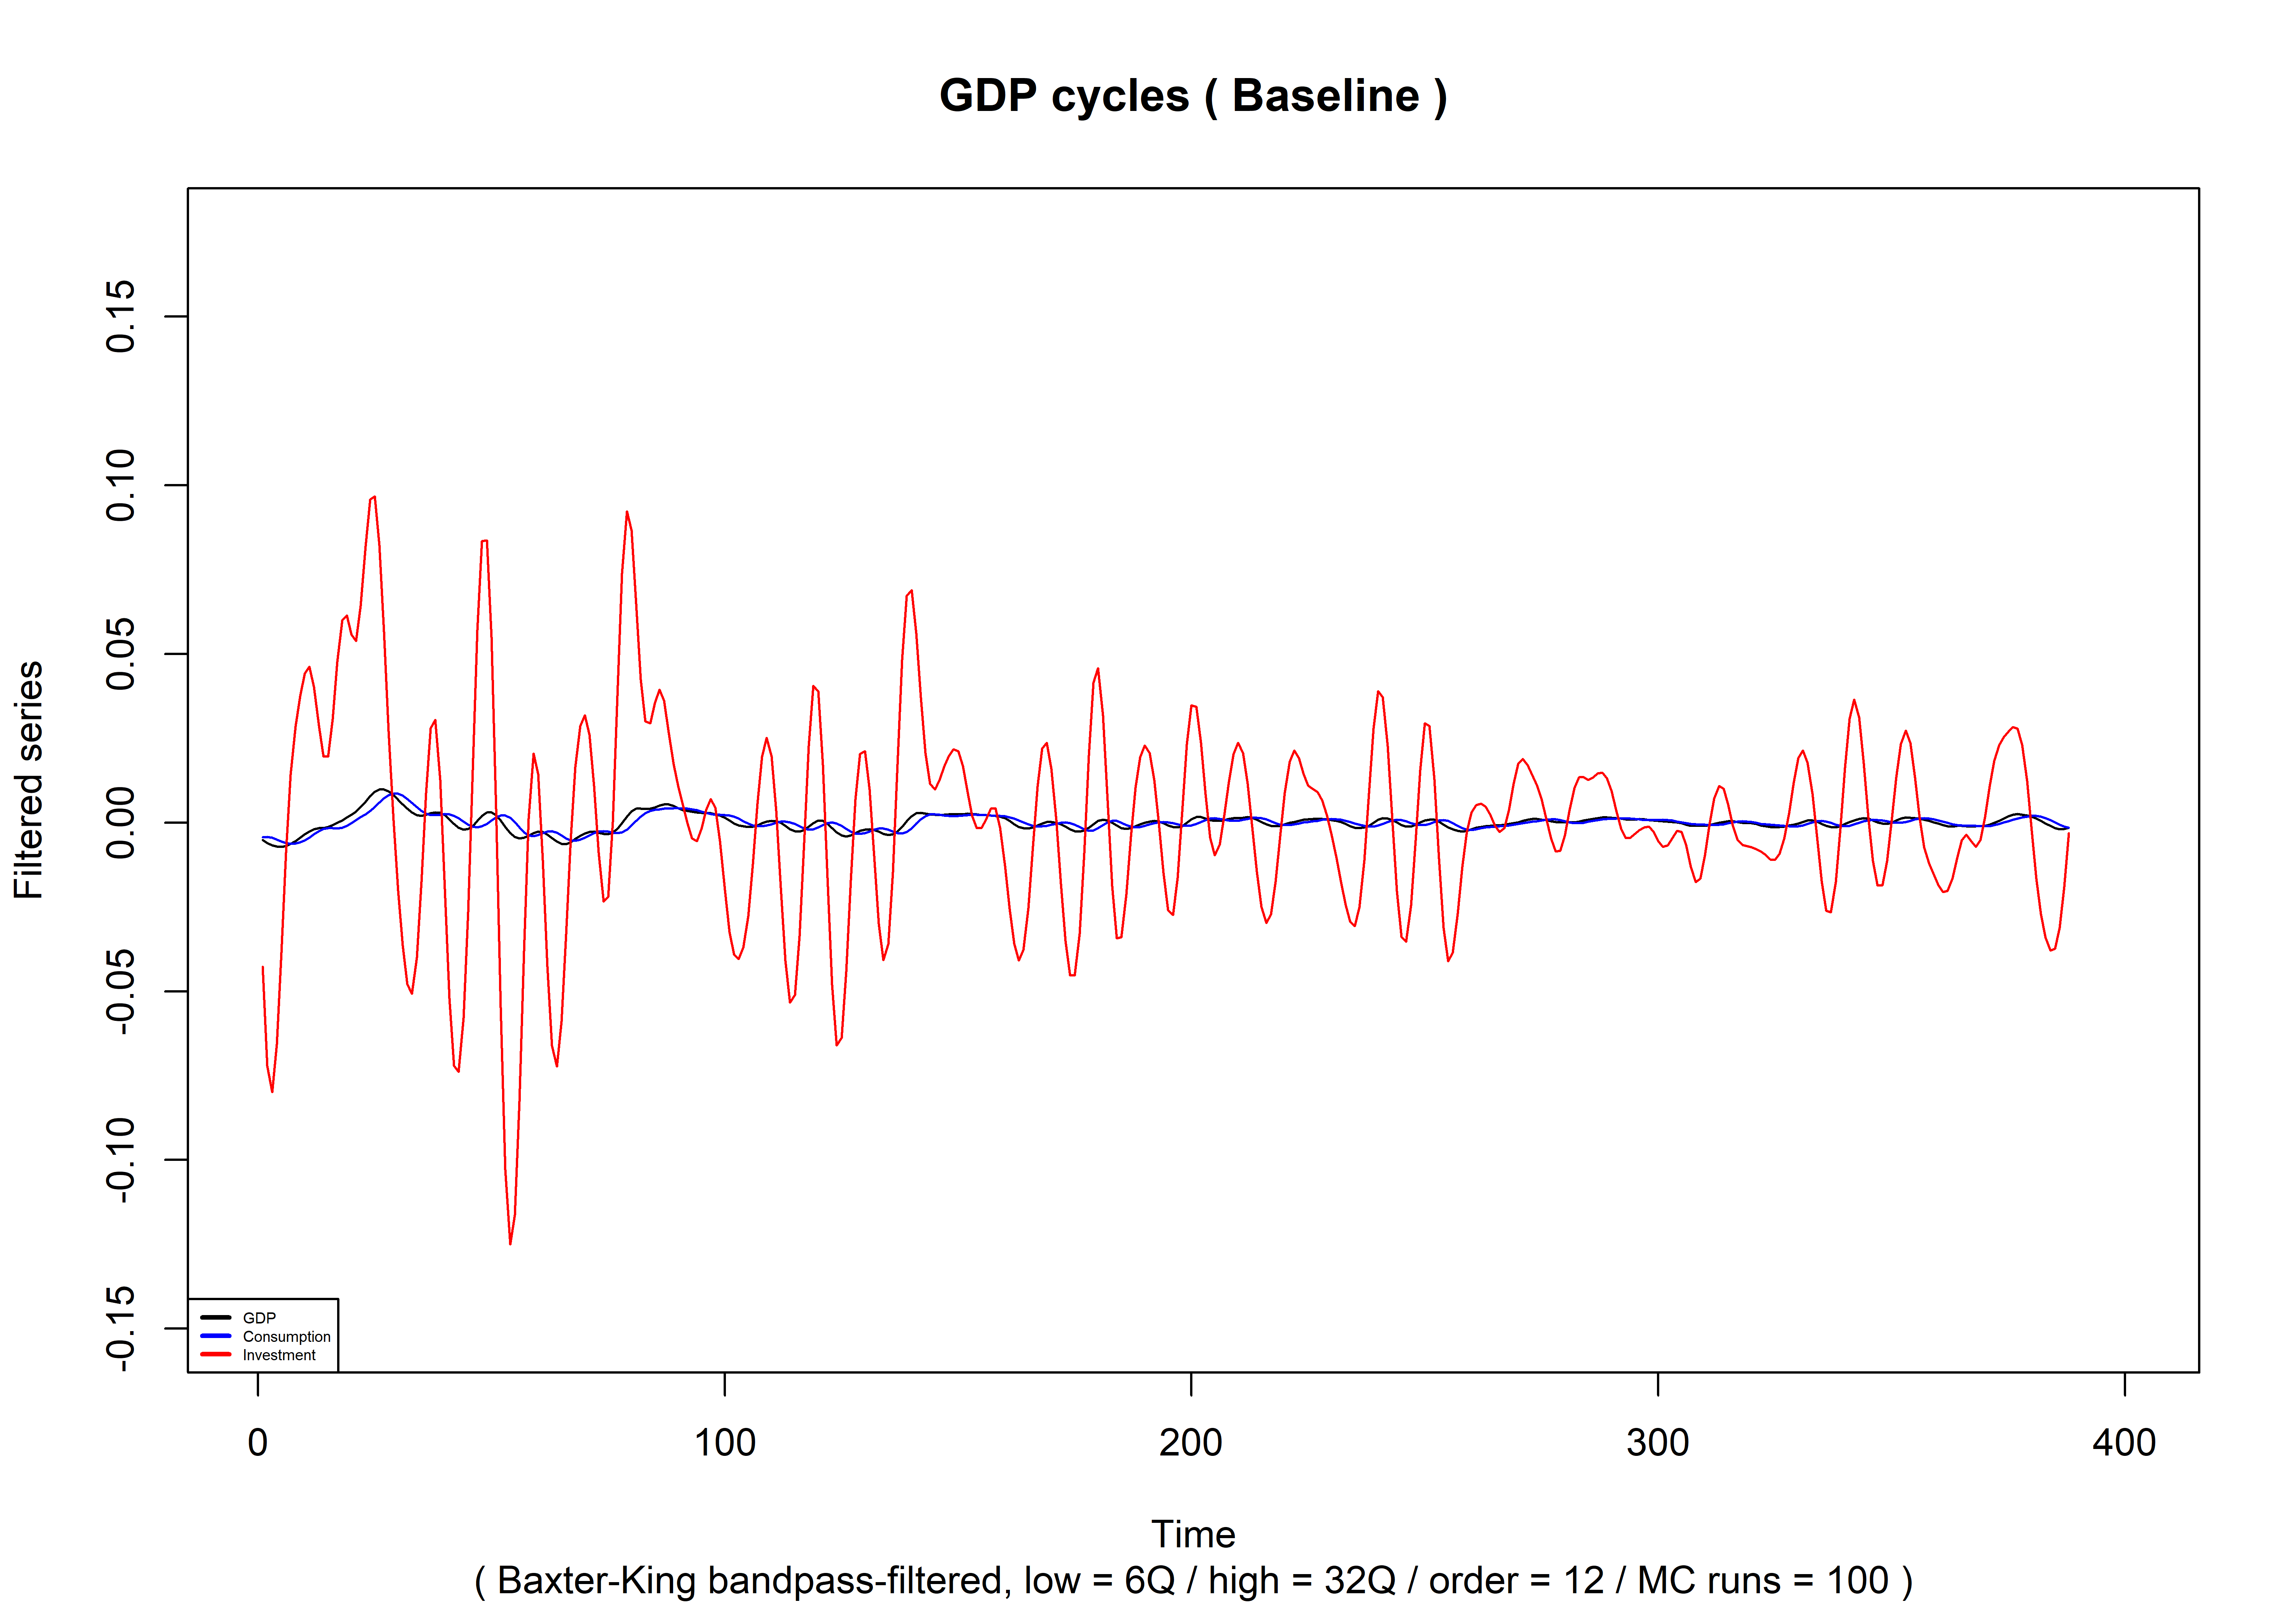 GDP cycles ( Baseline )
Filtered series
0.15
0.10
0.05
0.00
-0.05
-0.10
-0.15
GDP
Consumption
Investment
0 100 200 300 400
Time
( Baxter-King bandpass-filtered, low = 6Q / high = 32Q / order = 12 / MC runs = 100 )